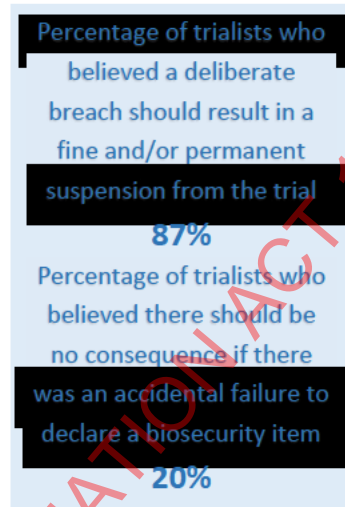 Percentage of trialists who
believed a deliberate
breach should result in a
fine and/or permanent
suspension from the trial
87%
Percentage of trialists who
believed there should be
no consequence if there
was an accidental failure to
declare a biosecurity item
20%
ATION ACT